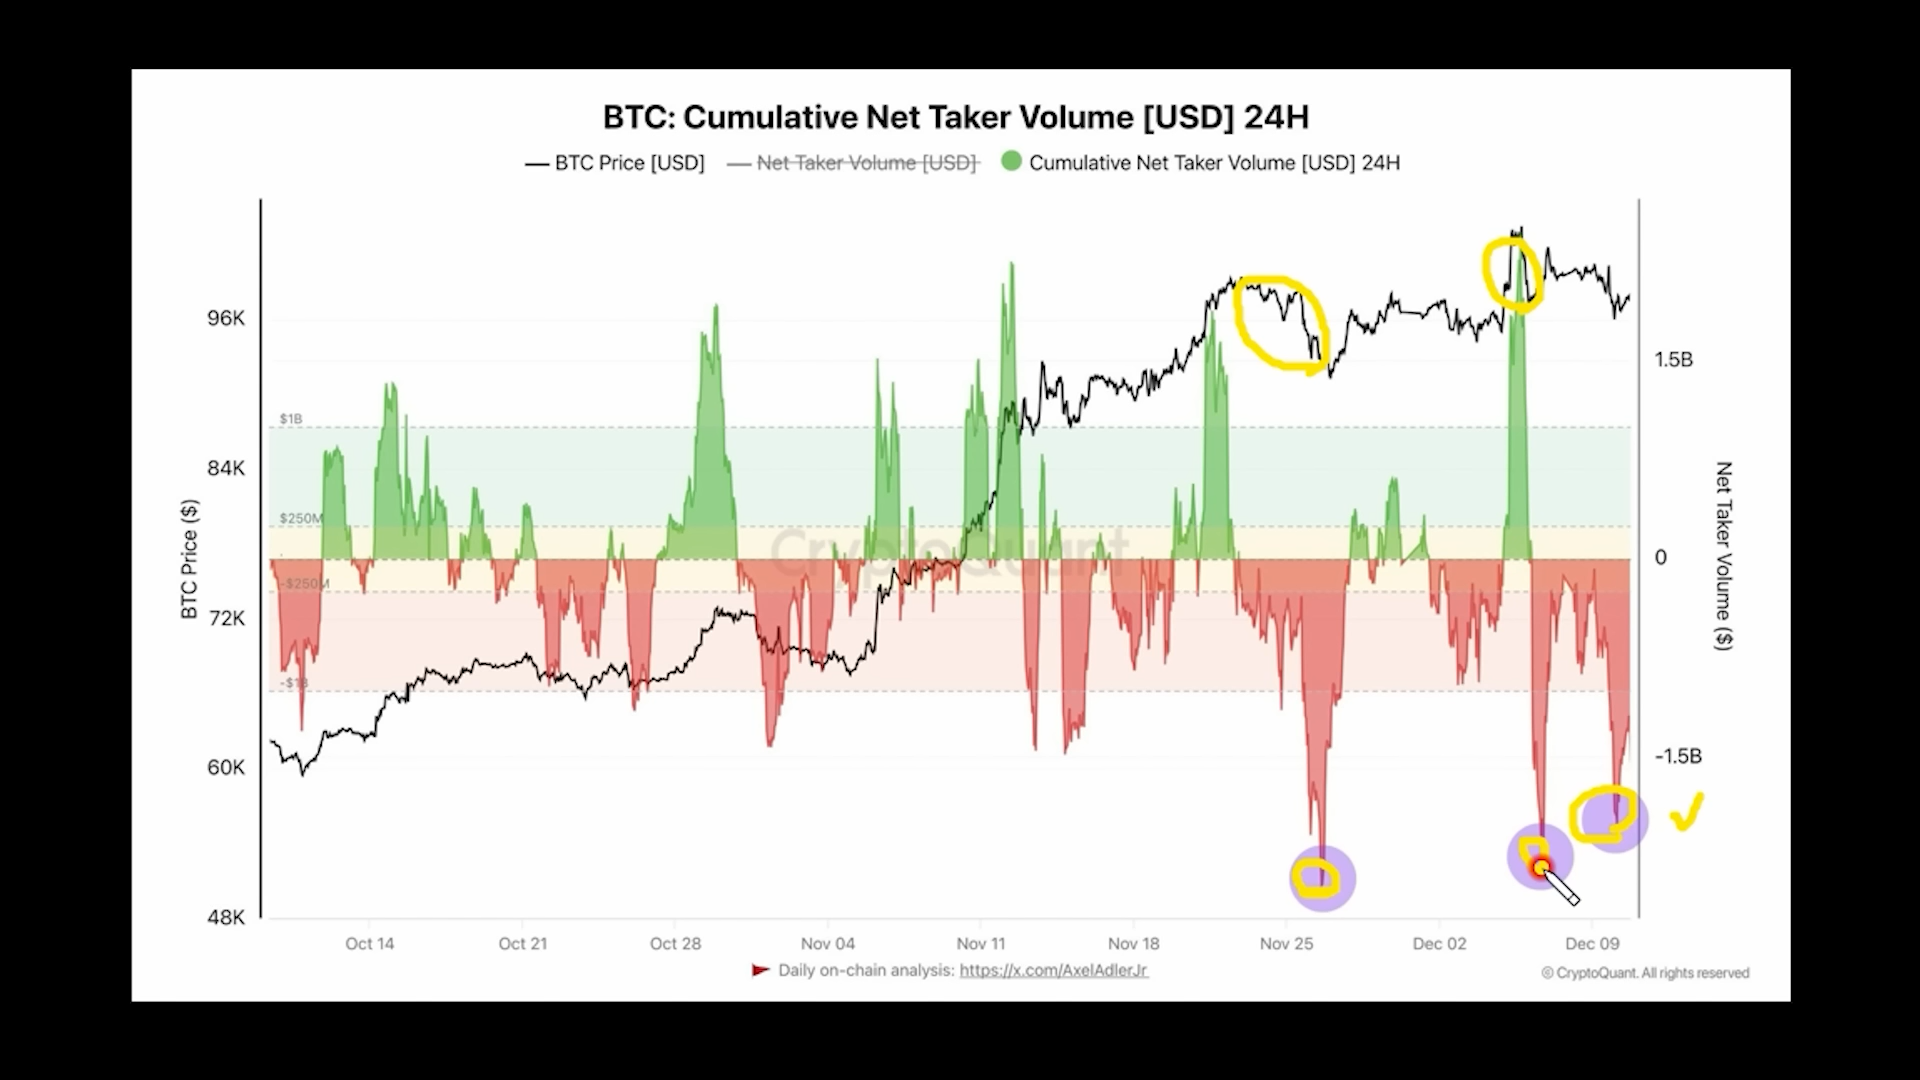 BTC: Cumulative Net Taker Volume [USD] 24H
BTC Price [USD] Net Taker Volume [USD] Cumulative Net Taker Volume [USD] 24H
96K
84K
72K
60K
48K
BTC Price ($)
$1B
$250M
-$250M
-$1B
CryptoQuant
1.5B
0
-1.5B
Net Taker Volume ($)
Oct 14 Oct 21 Oct 28 Nov 04 Nov 11 Nov 18 Nov 25 Dec 02 Dec 09
Daily on-chain analysis: https://x.com/AxelAdlerJr
© CryptoQuant. All rights reserved